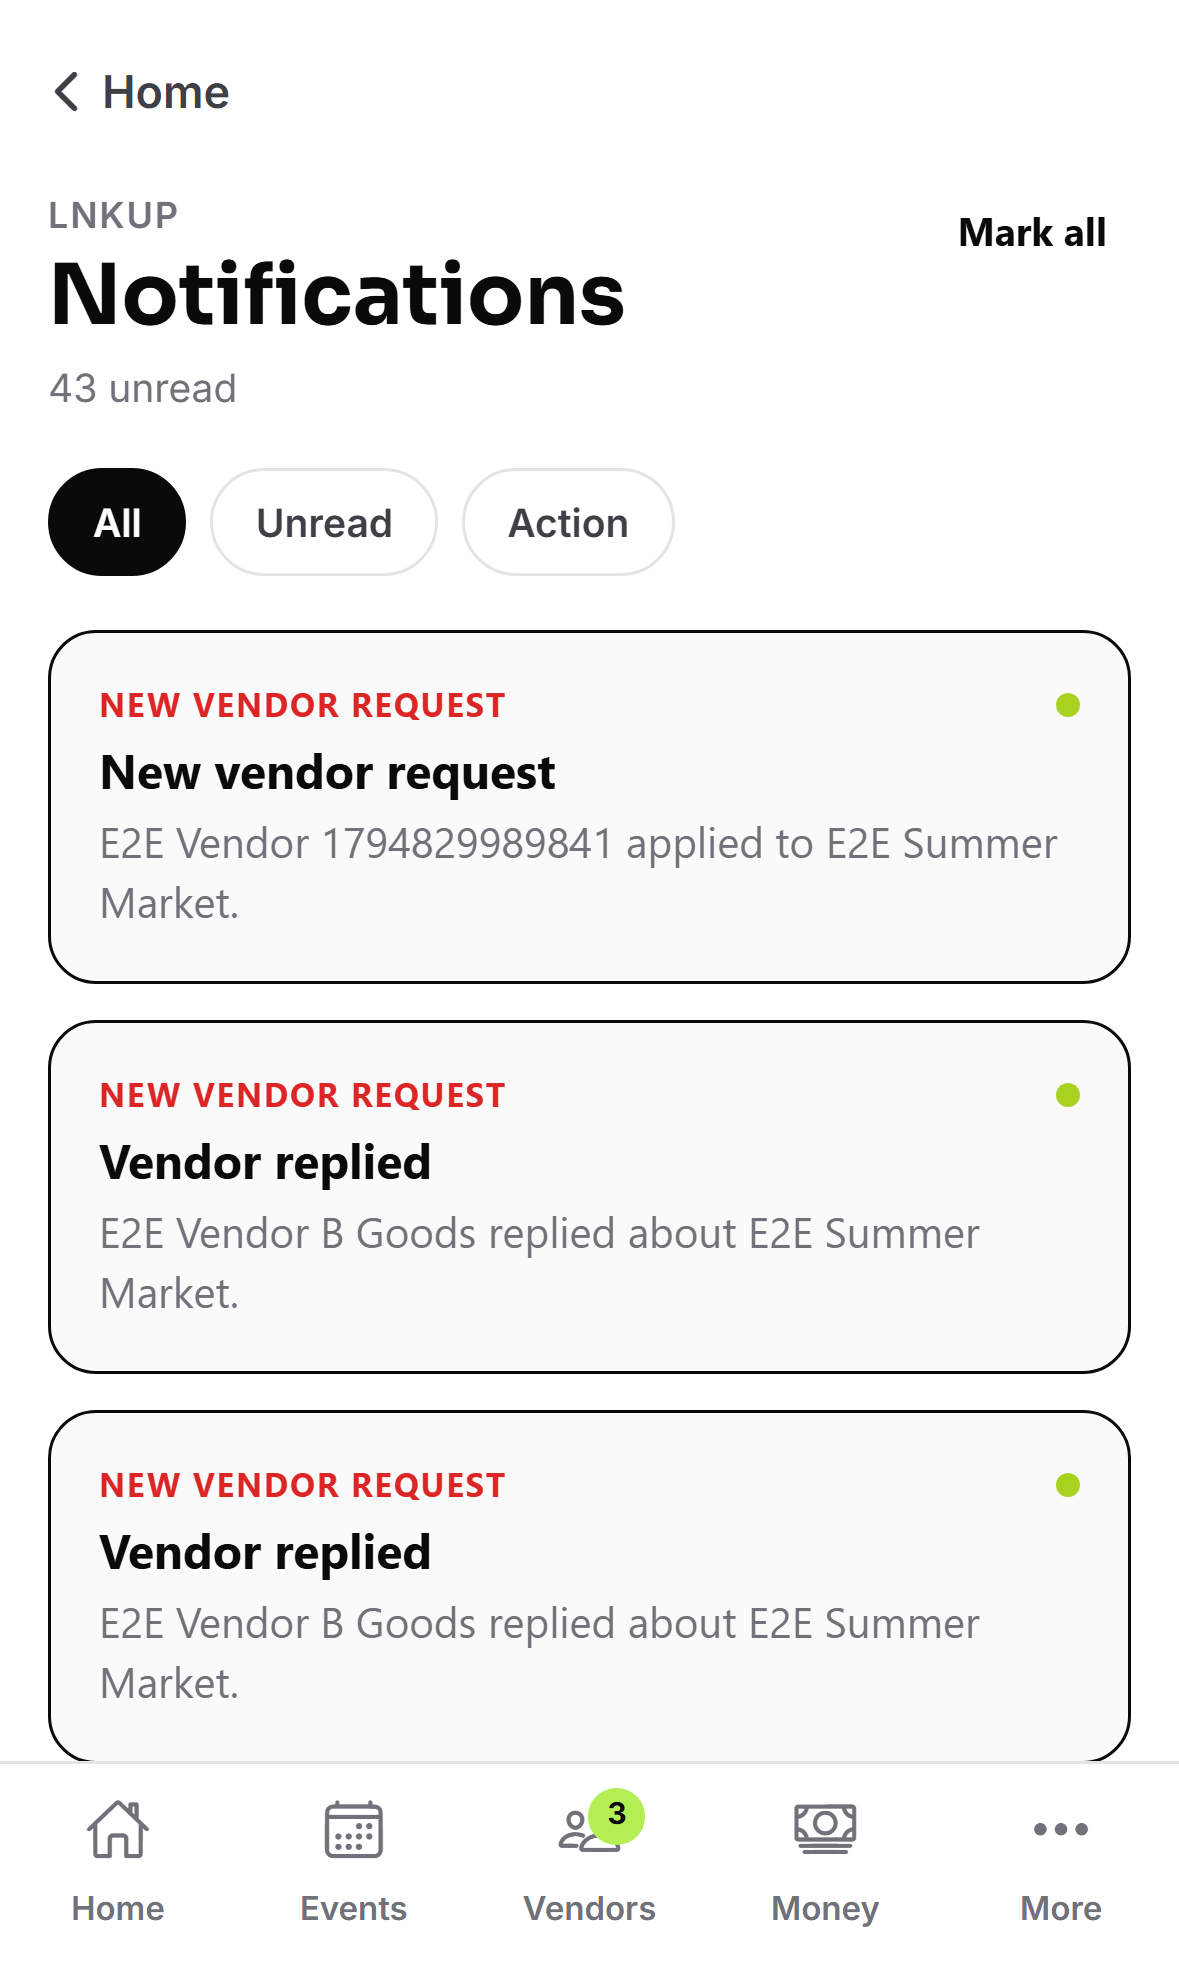 Home
LNKUP
Mark all
Notifications
43 unread
All
Unread
Action
NEW VENDOR REQUEST
New vendor request
E2E Vendor 1794829989841 applied to E2E Summer
Market.
NEW VENDOR REQUEST
Vendor replied
E2E Vendor B Goods replied about E2E Summer
Market.
NEW VENDOR REQUEST
Vendor replied
E2E Vendor B Goods replied about E2E Summer
Market.
3
Home
Events
Vendors
Money
More